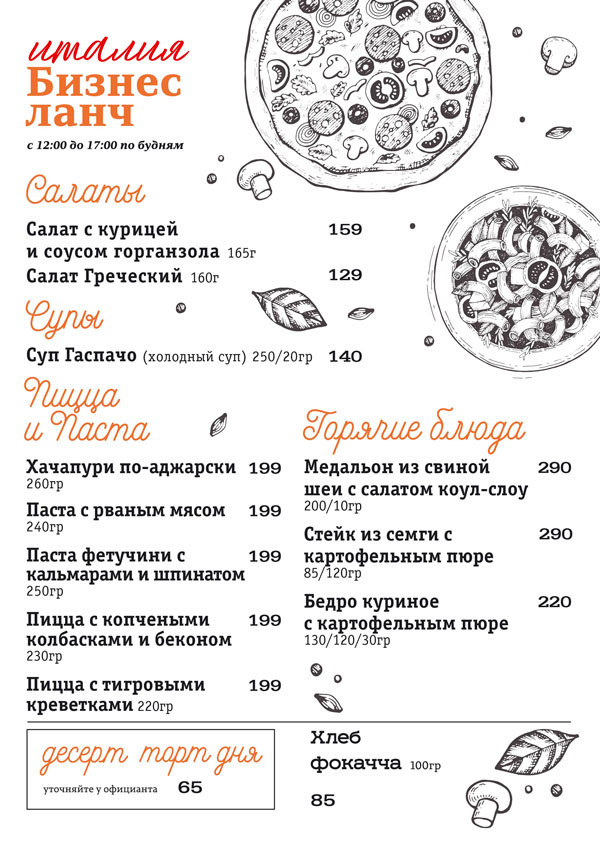 италия
Бизнес
ланч
с 12:00 до 17:00 по будням
Салаты
Салат с курицей
и соусом горганзола 165г 159
Салат Греческий 160г 129
Супы
Суп Гаспачо (холодный суп) 250/20гр 140
Пицца
и Паста
Хачапури по-аджарски 199
260гр
Паста с рваным мясом 199
240гр
Паста фетучини с 199
кальмарами и шпинатом
250гр
Пицца с копчеными 199
колбасками и беконом
230гр
Пицца с тигровыми 199
креветками 220гр
Горячие блюда
Медальон из свиной 290
шеи с салатом коул-слоу
200/10гр
Стейк из семги с 290
картофельным пюре
85/120гр
Бедро куриное 220
с картофельным пюре
130/120/30гр
десерт торт дня
уточняйте у официанта 65
Хлеб
фокачча 100гр
85